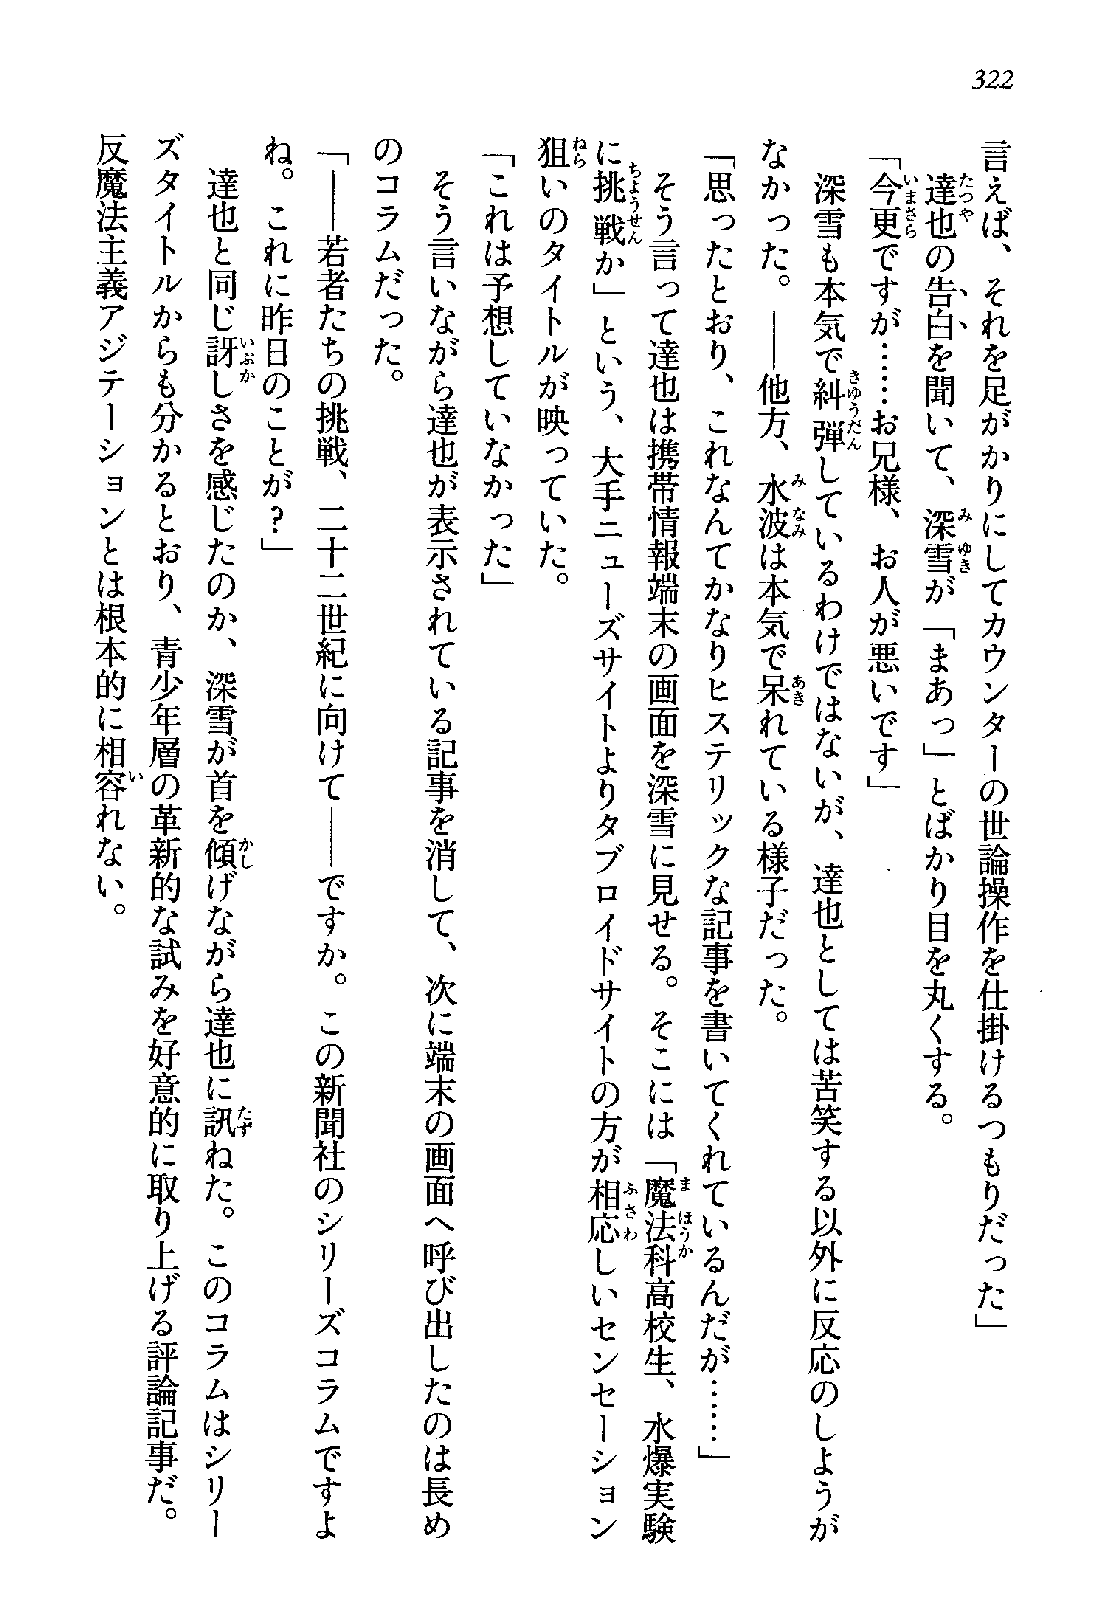 322
言えば、それを足がかりにしてカウンターの世論操作を仕掛けるつもりだった」
達也の告白を聞いて、深雪が「まあっ」とばかり目を丸くする。
「今更ですが……お兄様、お人が悪いです」
深雪も本気で糾弾しているわけではないが、達也としては苦笑する以外に反応のしようが
なかった。――他方、水波は本気で呆れている様子だった。
「思ったとおり、これなんてかなりヒステリックな記事を書いてくれているんだが……」
そう言って達也は携帯情報端末の画面を深雪に見せる。そこには「魔法科高校生、水爆実験
に挑戦か」という、大手ニューズサイトよりタブロイドサイトの方が相応しいセンセーション
狙いのタイトルが映っていた。
「これは予想していなかった」
そう言いながら達也が表示されている記事を消して、次に端末の画面へ呼び出したのは長め
のコラムだった。
「――若者たちの挑戦、二十二世紀に向けて――ですか。この新聞社のシリーズコラムですよ
ね。これに昨日のことが?」
達也と同じ訝しさを感じたのか、深雪が首を傾げながら達也に訊ねた。このコラムはシリー
ズタイトルからも分かるとおり、青少年層の革新的な試みを好意的に取り上げる評論記事だ。
反魔法主義アジテーションとは根本的に相容れない。